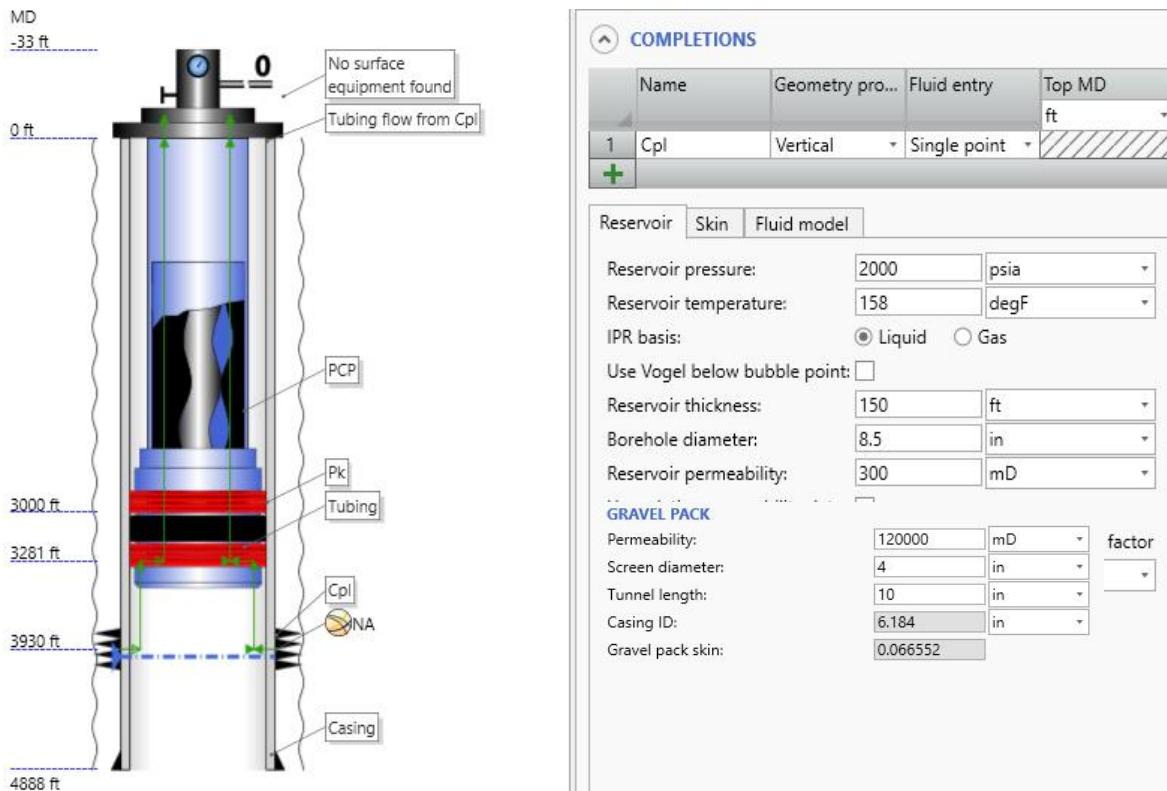 MD
-33 ft
0
No surface
equipment found
Tubing flow from Cpl
0 ft
PCP
Pk
3000 ft
Tubing
3281 ft
Cpl
NA
3930 ft
Casing
4888 ft
COMPLETIONS
Name Geometry pro... Fluid entry Top MD
ft
1 Cpl Vertical Single point
Reservoir Skin Fluid model
Reservoir pressure: 2000 psia
Reservoir temperature: 158 degF
IPR basis: Liquid Gas
Use Vogel below bubble point:
Reservoir thickness: 150 ft
Borehole diameter: 8.5 in
Reservoir permeability: 300 mD
GRAVEL PACK
Permeability: 120000 mD factor
Screen diameter: 4 in
Tunnel length: 10 in
Casing ID: 6.184 in
Gravel pack skin: 0.066552